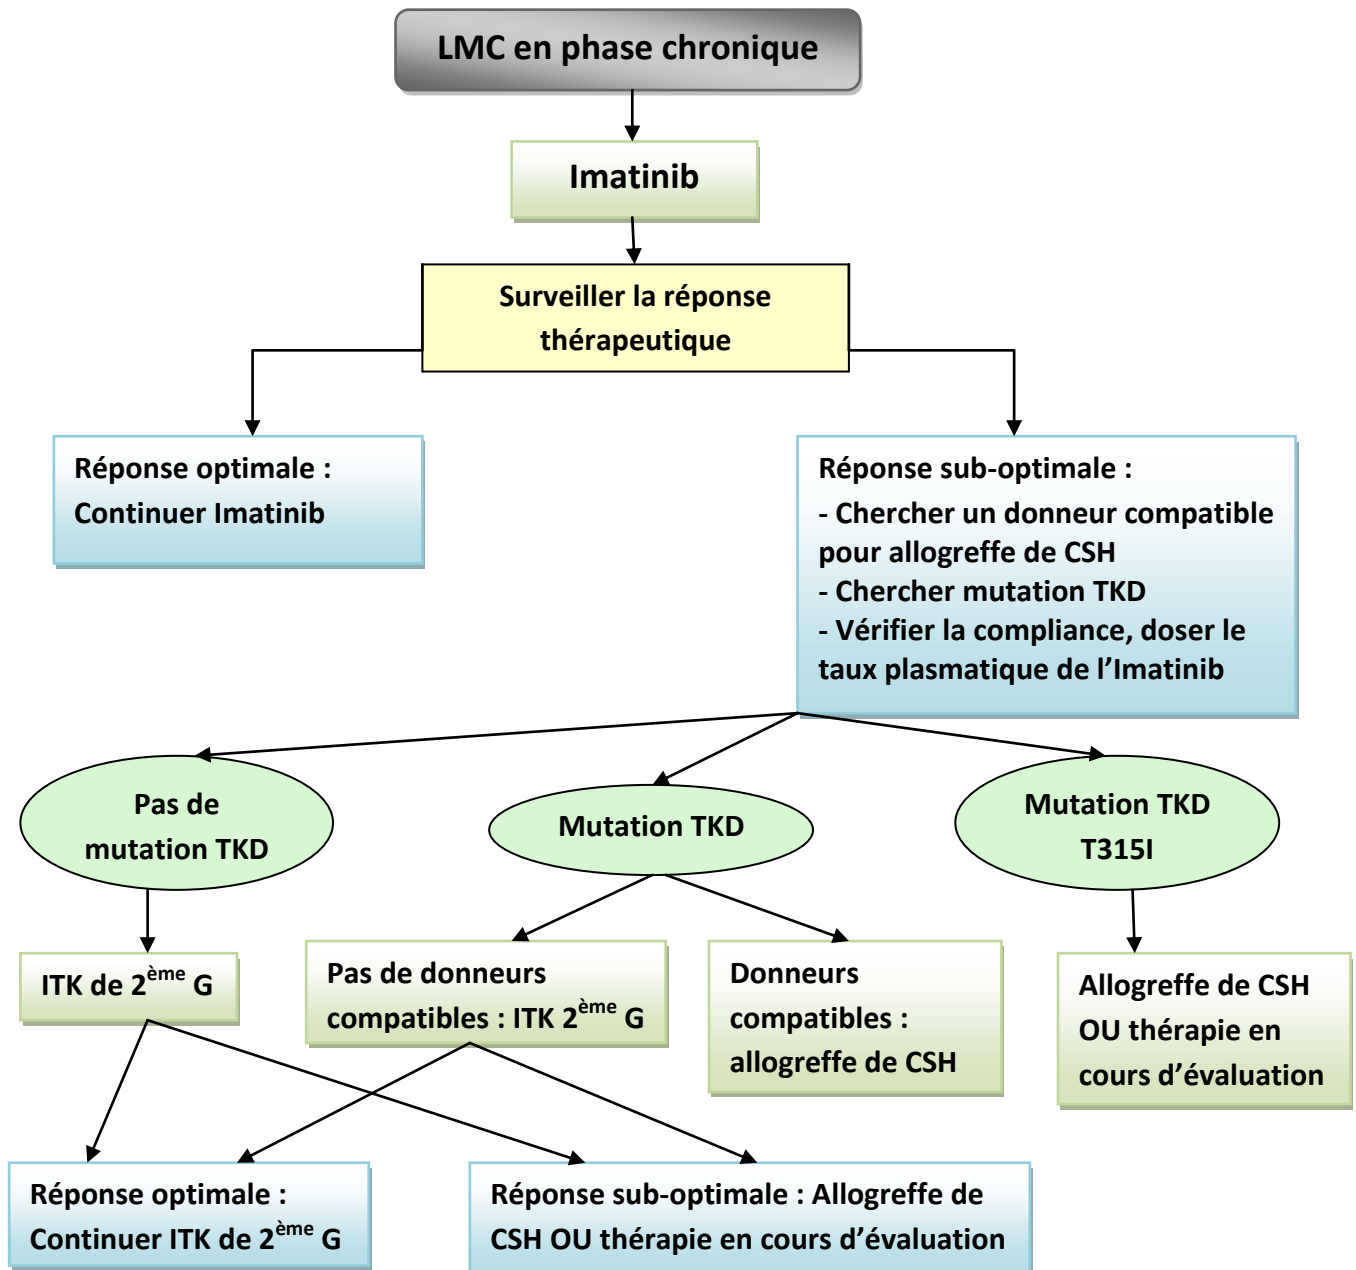 LMC en phase chronique
Imatinib
Surveiller la réponse
thérapeutique
Réponse optimale :
Continuer Imatinib
Réponse sub-optimale :
- Chercher un donneur compatible
pour allogreffe de CSH
- Chercher mutation TKD
- Vérifier la compliance, doser le
taux plasmatique de l’Imatinib
Pas de
mutation TKD
Mutation TKD
Mutation TKD
T315I
ITK de 2ème G
Pas de donneurs
compatibles : ITK 2ème G
Donneurs
compatibles :
allogreffe de CSH
Allogreffe de CSH
OU thérapie en
cours d’évaluation
Réponse optimale :
Continuer ITK de 2ème G
Réponse sub-optimale : Allogreffe de
CSH OU thérapie en cours d’évaluation